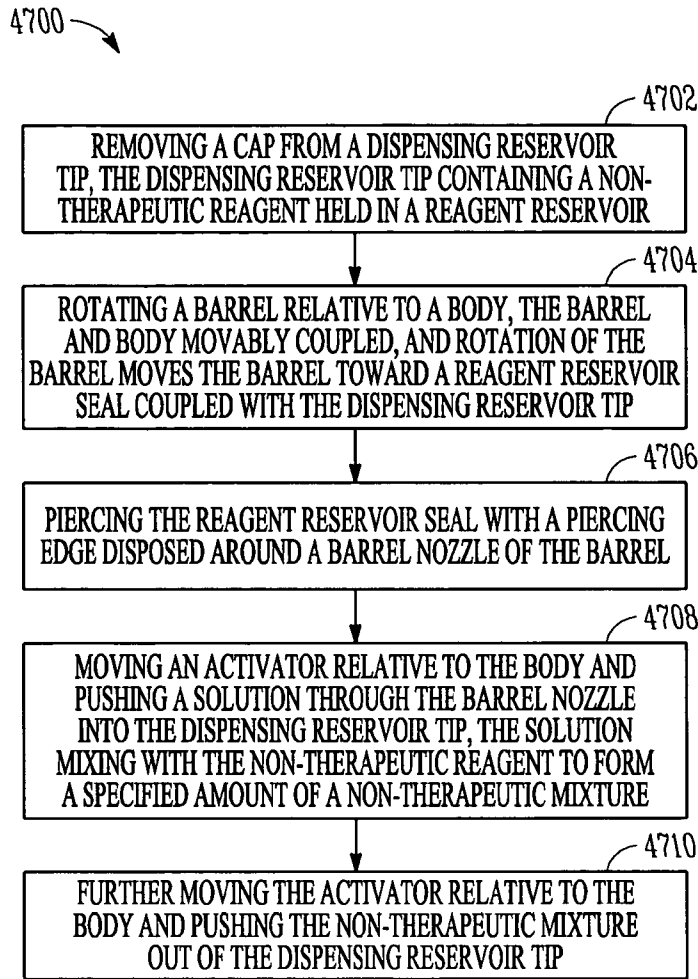 4700
4702
REMOVING A CAP FROM A DISPENSING RESERVOIR
TIP, THE DISPENSING RESERVOIR TIP CONTAINING A NON-
THERAPEUTIC REAGENT HELD IN A REAGENT RESERVOIR
4704
ROTATING A BARREL RELATIVE TO A BODY, THE BARREL
AND BODY MOVABLY COUPLED, AND ROTATION OF THE
BARREL MOVES THE BARREL TOWARD A REAGENT RESERVOIR
SEAL COUPLED WITH THE DISPENSING RESERVOIR TIP
4706
PIERCING THE REAGENT RESERVOIR SEAL WITH A PIERCING
EDGE DISPOSED AROUND A BARREL NOZZLE OF THE BARREL
4708
MOVING AN ACTIVATOR RELATIVE TO THE BODY AND
PUSHING A SOLUTION THROUGH THE BARREL NOZZLE
INTO THE DISPENSING RESERVOIR TIP, THE SOLUTION
MIXING WITH THE NON-THERAPEUTIC REAGENT TO FORM
A SPECIFIED AMOUNT OF A NON-THERAPEUTIC MIXTURE
4710
FURTHER MOVING THE ACTIVATOR RELATIVE TO THE
BODY AND PUSHING THE NON-THERAPEUTIC MIXTURE
OUT OF THE DISPENSING RESERVOIR TIP